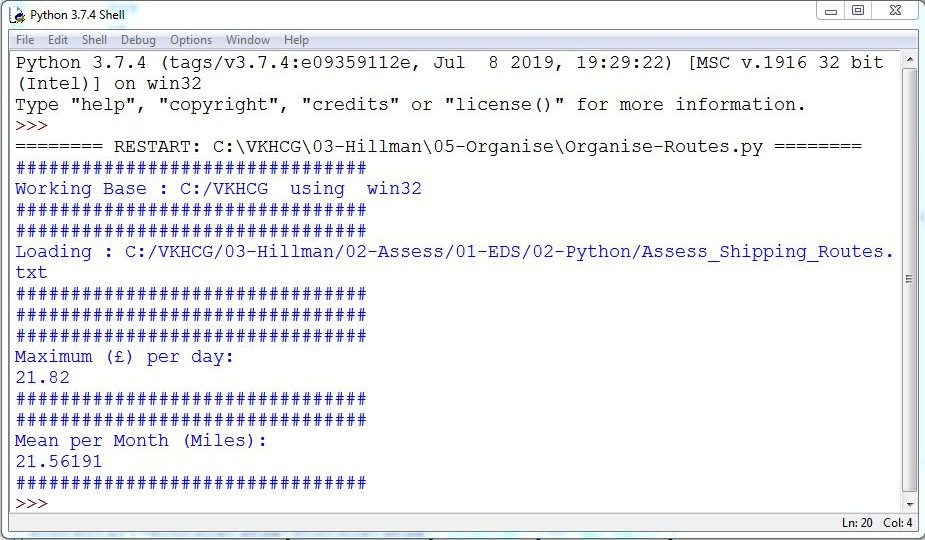 Python 3.7.4 Shell
File Edit Shell Debug Options Window Help
Python 3.7.4 (tags/v3.7.4:e09359112e, Jul  8 2019, 19:29:22) [MSC v.1916 32 bit
(Intel)] on win32
Type "help", "copyright", "credits" or "license()" for more information.
>>>
======== RESTART: C:\VKHCG\03-Hillman\05-Organise\Organise-Routes.py ========
################################
Working Base : C:/VKHCG  using  win32
################################
################################
Loading : C:/VKHCG/03-Hillman/02-Assess/01-EDS/02-Python/Assess_Shipping_Routes.
txt
################################
################################
################################
Maximum (£) per day:
21.82
################################
################################
Mean per Month (Miles):
21.56191
################################
>>>
Ln: 20 Col: 4